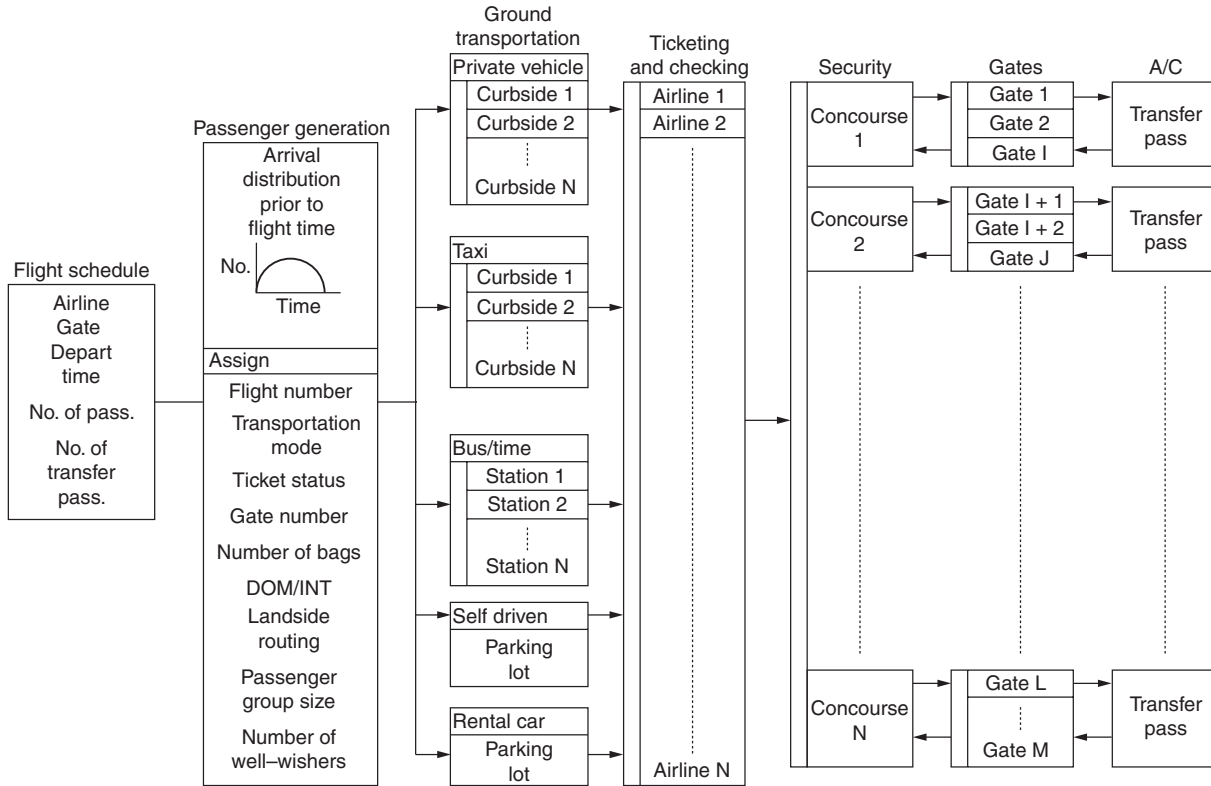 Flight schedule
Airline
Gate
Depart
time
No. of pass.
No. of
transfer
pass.
Passenger generation
Arrival
distribution
prior to
flight time
No.
Time
Assign
Flight number
Transportation
mode
Ticket status
Gate number
Number of bags
DOM/INT
Landside
routing
Passenger
group size
Number of
well–wishers
Ground
transportation
Private vehicle
Curbside 1
Curbside 2
Curbside N
Taxi
Curbside 1
Curbside 2
Curbside N
Bus/time
Station 1
Station 2
Station N
Self driven
Parking
lot
Rental car
Parking
lot
Ticketing
and checking
Airline 1
Airline 2
Airline N
Security
Concourse
1
Concourse
2
Concourse
N
Gates
Gate 1
Gate 2
Gate I
Gate I + 1
Gate I + 2
Gate J
Gate L
Gate M
A/C
Transfer
pass
Transfer
pass
Transfer
pass